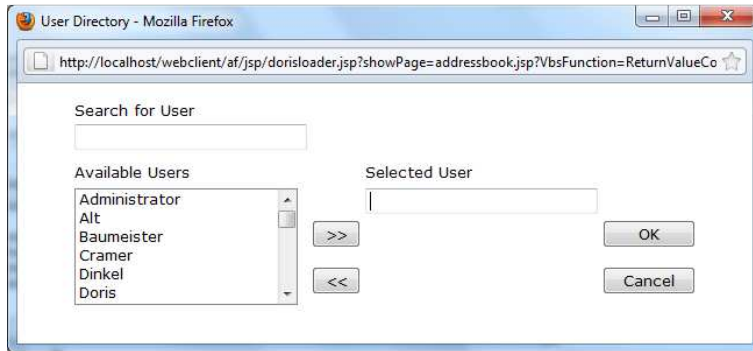 User Directory - Mozilla Firefox
http://localhost/webclient/af/jsp/dorisloader.jsp?showPage=addressbook.jsp?VbsFunction=ReturnValueCo
Search for User
Available Users
Selected User
Administrator
Alt
Baumeister
Cramer
Dinkel
Doris
>>
<<
OK
Cancel